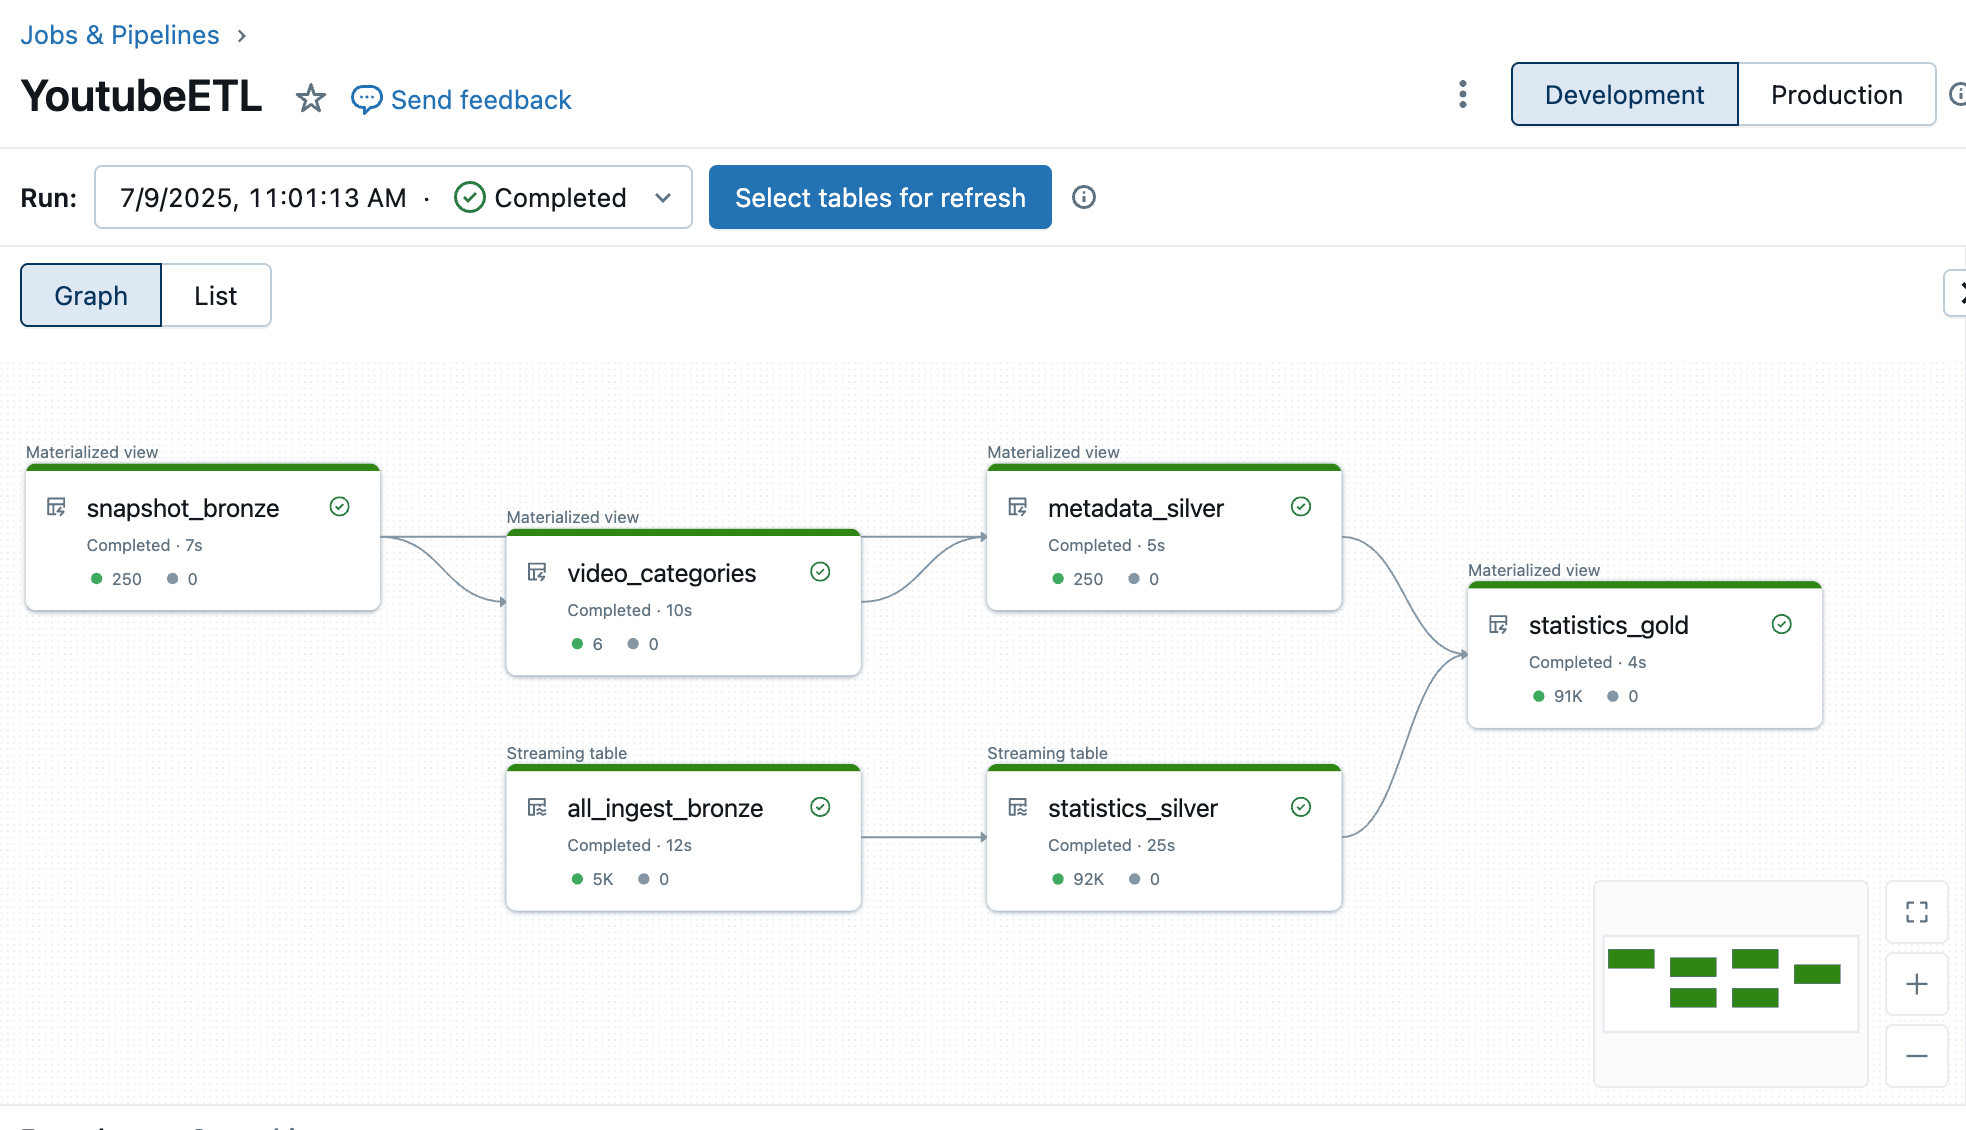 Jobs & Pipelines
YoutubeETL
Send feedback
Development
Production
Run:
7/9/2025, 11:01:13 AM · Completed
Select tables for refresh
Graph
List
Materialized view
snapshot_bronze
Completed · 7s
250 0
Materialized view
video_categories
Completed · 10s
6 0
Materialized view
metadata_silver
Completed · 5s
250 0
Materialized view
statistics_gold
Completed · 4s
91K 0
Streaming table
all_ingest_bronze
Completed · 12s
5K 0
Streaming table
statistics_silver
Completed · 25s
92K 0